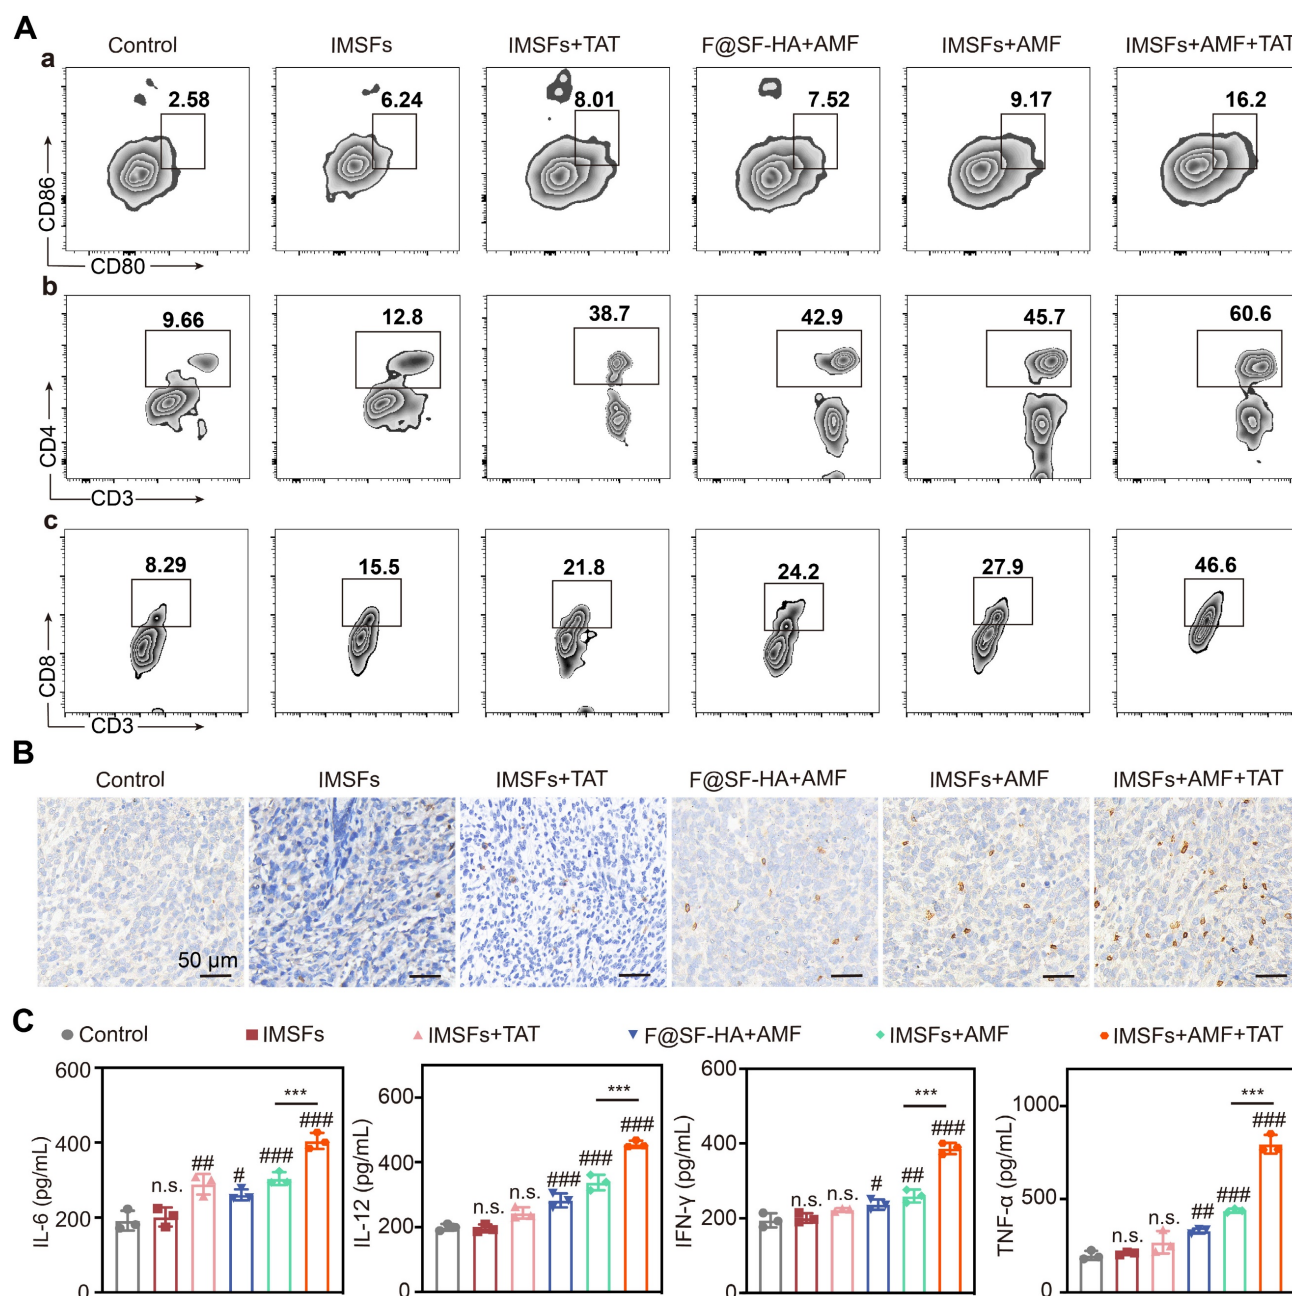 A
Control IMSFs IMSFs+TAT F@SF-HA+AMF IMSFs+AMF IMSFs+AMF+TAT
a
2.58 6.24 8.01 7.52 9.17 16.2
CD86
CD80
b
9.66 12.8 38.7 42.9 45.7 60.6
CD4
CD3
c
8.29 15.5 21.8 24.2 27.9 46.6
CD8
CD3
B
Control IMSFs IMSFs+TAT F@SF-HA+AMF IMSFs+AMF IMSFs+AMF+TAT
50 µm
C
Control IMSFs IMSFs+TAT F@SF-HA+AMF IMSFs+AMF IMSFs+AMF+TAT
IL-6 (pg/mL)
600
400
200
0
n.s. ## # ### ###
***
IL-12 (pg/mL)
600
400
200
0
n.s. n.s. ### ### ###
***
IFN-γ (pg/mL)
600
400
200
0
n.s. n.s. # ## ###
***
TNF-α (pg/mL)
1000
500
0
n.s. n.s. ## ### ###
***